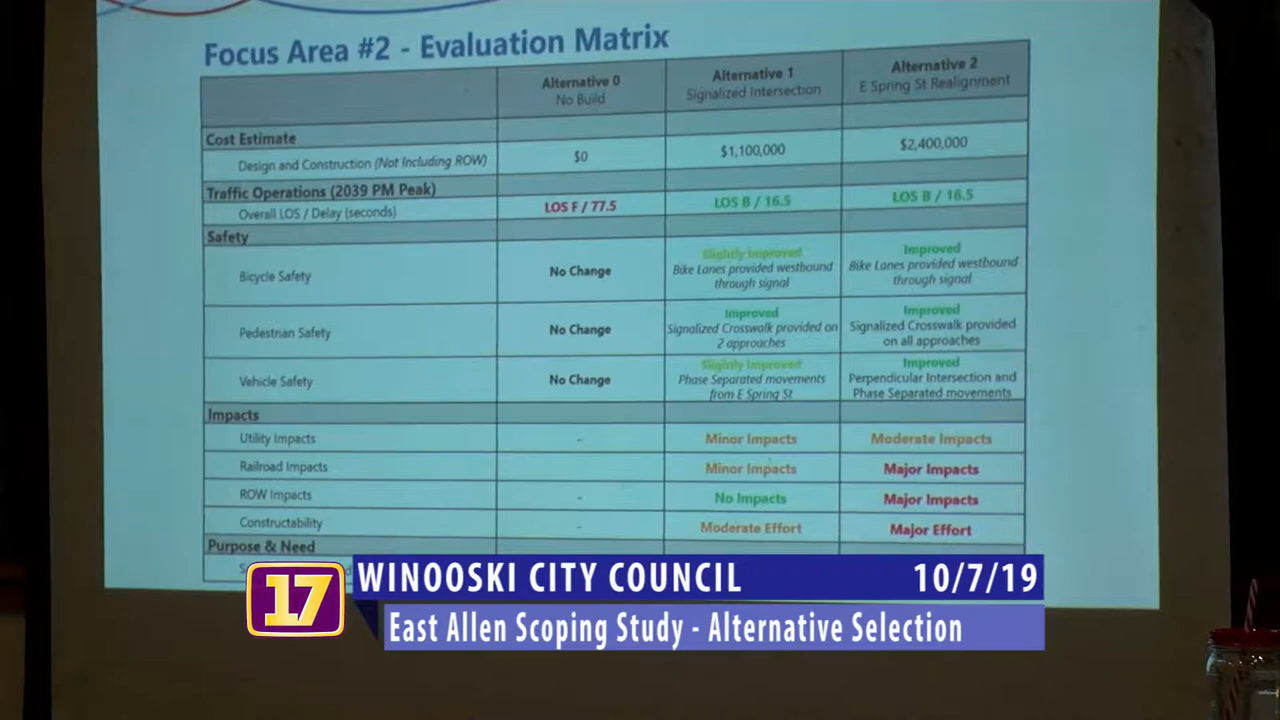 Focus Area #2 - Evaluation Matrix
Alternative 0
No Build
Alternative 1
Signalized Intersection
Alternative 2
E Spring St Realignment
Cost Estimate
Design and Construction (Not Including ROW)
$0
$1,100,000
$2,400,000
Traffic Operations (2039 PM Peak)
Overall LOS / Delay (seconds)
LOS F / 77.5
LOS B / 16.5
LOS B / 16.5
Safety
Bicycle Safety
No Change
Slightly Improved
Bike Lanes provided westbound
through signal
Improved
Bike Lanes provided westbound
through signal
Pedestrian Safety
No Change
Improved
Signalized Crosswalk provided on
2 approaches
Improved
Signalized Crosswalk provided
on all approaches
Vehicle Safety
No Change
Slightly Improved
Phase Separated movements
from E Spring St
Improved
Perpendicular Intersection and
Phase Separated movements
Impacts
Utility Impacts
-
Minor Impacts
Moderate Impacts
Railroad Impacts
Minor Impacts
Major Impacts
ROW Impacts
-
No Impacts
Major Impacts
Constructability
-
Moderate Effort
Major Effort
Purpose & Need
17
WINOOSKI CITY COUNCIL
10/7/19
East Allen Scoping Study - Alternative Selection